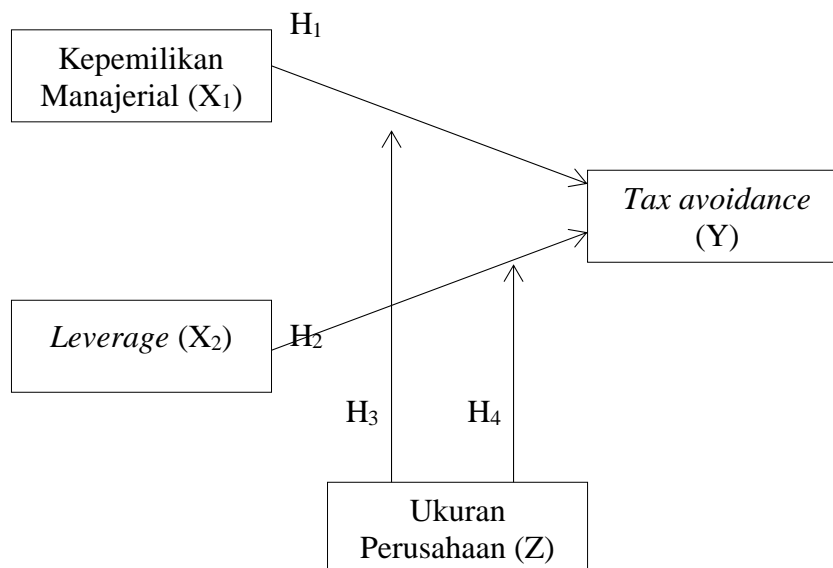 H₁
Kepemilikan
Manajerial (X₁)
Tax avoidance
(Y)
Leverage (X₂)
H₂
H₃
H₄
Ukuran
Perusahaan (Z)